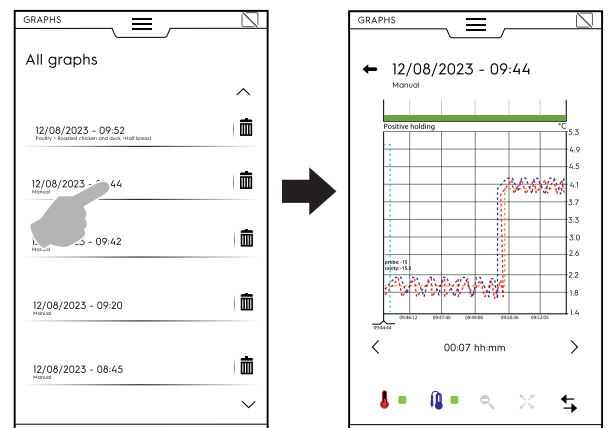 GRAPHS
All graphs
12/08/2023 - 09:52
Poultry + Roasted chicken and duck +Half breast
12/08/2023 - 44
Manual
- 09:42
Manual
12/08/2023 - 09:20
Manual
12/08/2023 - 08:45
Manual
GRAPHS
12/08/2023 - 09:44
Manual
Positive holding
°C
5.3
4.9
4.5
4.1
3.7
3.3
3.0
2.6
2.2
1.8
1.4
probe: -15
cavity: -15.5
09:44:44
09:46:12
09:47:40
09:49:08
09:50:36
09:52:05
00:07 hh:mm